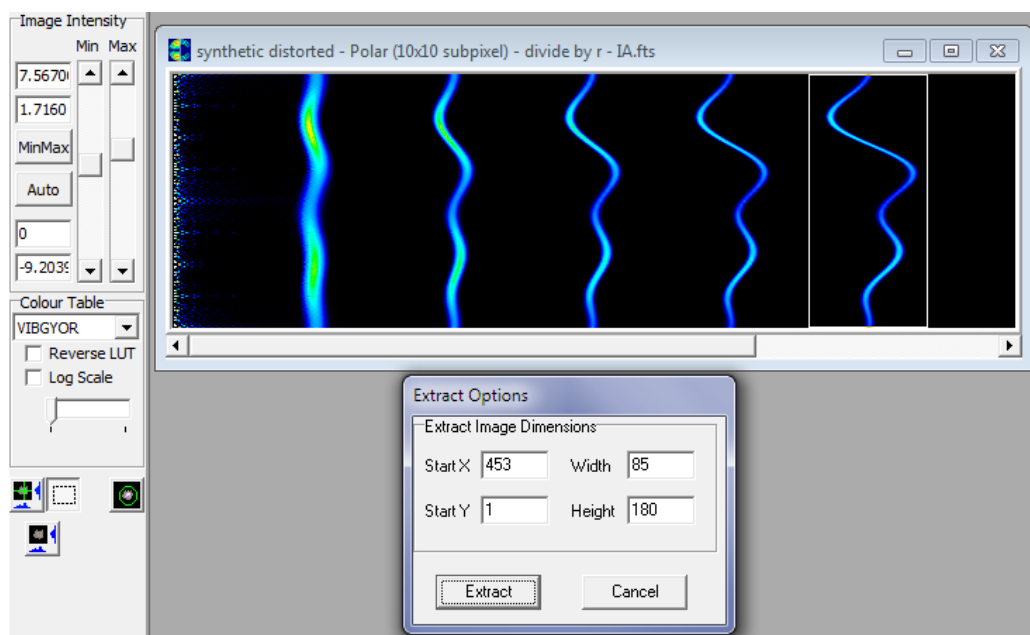 Image Intensity
Min Max
7.5670
1.7160
MinMax
Auto
0
-9.2039
Colour Table
VIBGYOR
Reverse LUT
Log Scale
synthetic distorted - Polar (10x10 subpixel) - divide by r - IA.fts
Extract Options
Extract Image Dimensions
Start X 453 Width 85
Start Y 1 Height 180
Extract Cancel